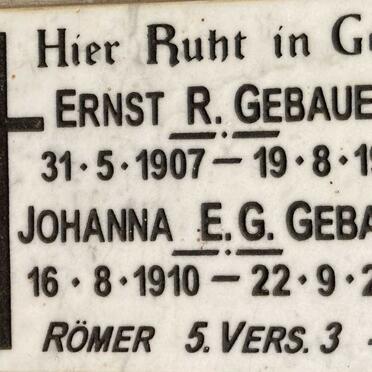 Hier Ruht in G
ERNST R. GEBAUE
31·5·1907 – 19·8·1
JOHANNA E.G. GEBA
16·8·1910 – 22·9·2
RÖMER 5. VERS. 3 -